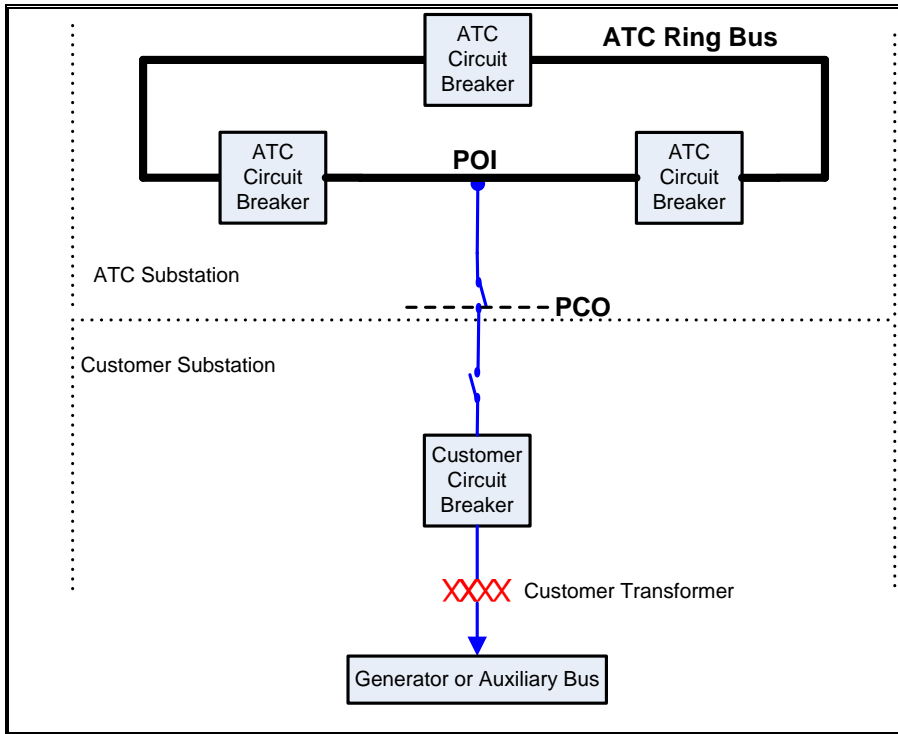 ATC
Circuit
Breaker
ATC Ring Bus
ATC
Circuit
Breaker
POI
ATC
Circuit
Breaker
ATC Substation
PCO
Customer Substation
Customer
Circuit
Breaker
Customer Transformer
Generator or Auxiliary Bus